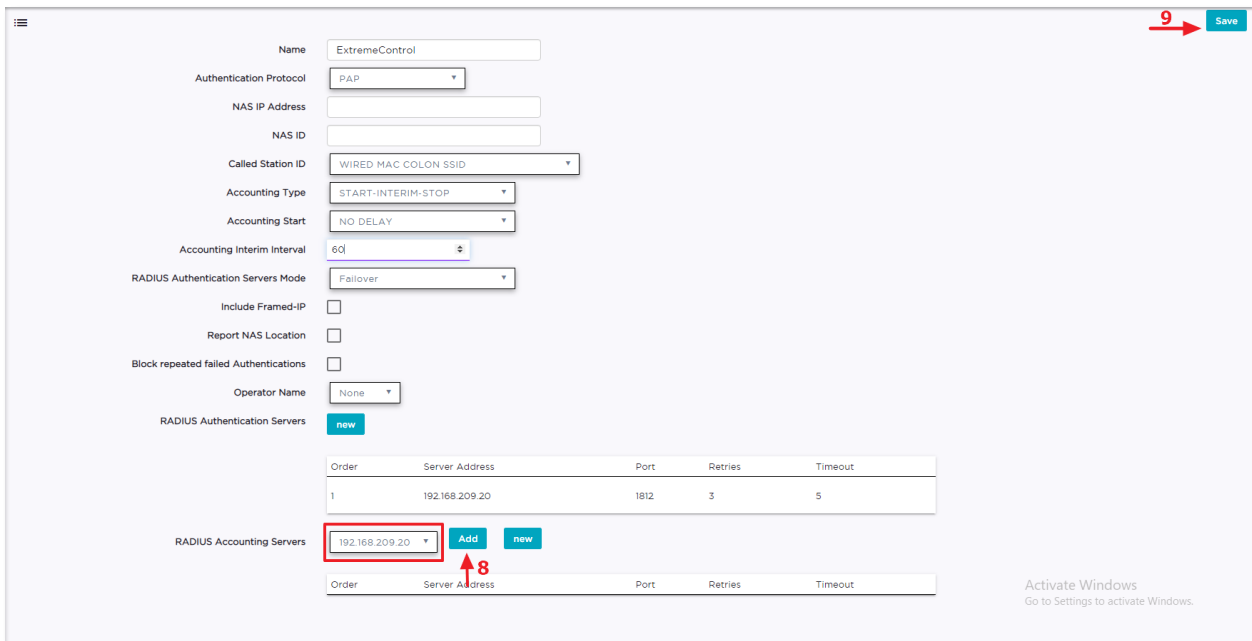 9
Save
Name ExtremeControl
Authentication Protocol PAP
NAS IP Address
NAS ID
Called Station ID WIRED MAC COLON SSID
Accounting Type START-INTERIM-STOP
Accounting Start NO DELAY
Accounting Interim Interval 60
RADIUS Authentication Servers Mode Failover
Include Framed-IP
Report NAS Location
Block repeated failed Authentications
Operator Name None
RADIUS Authentication Servers new
Order Server Address Port Retries Timeout
1 192.168.209.20 1812 3 5
RADIUS Accounting Servers 192.168.209.20 Add new
8
Order Server Address Port Retries Timeout
Activate Windows
Go to Settings to activate Windows.